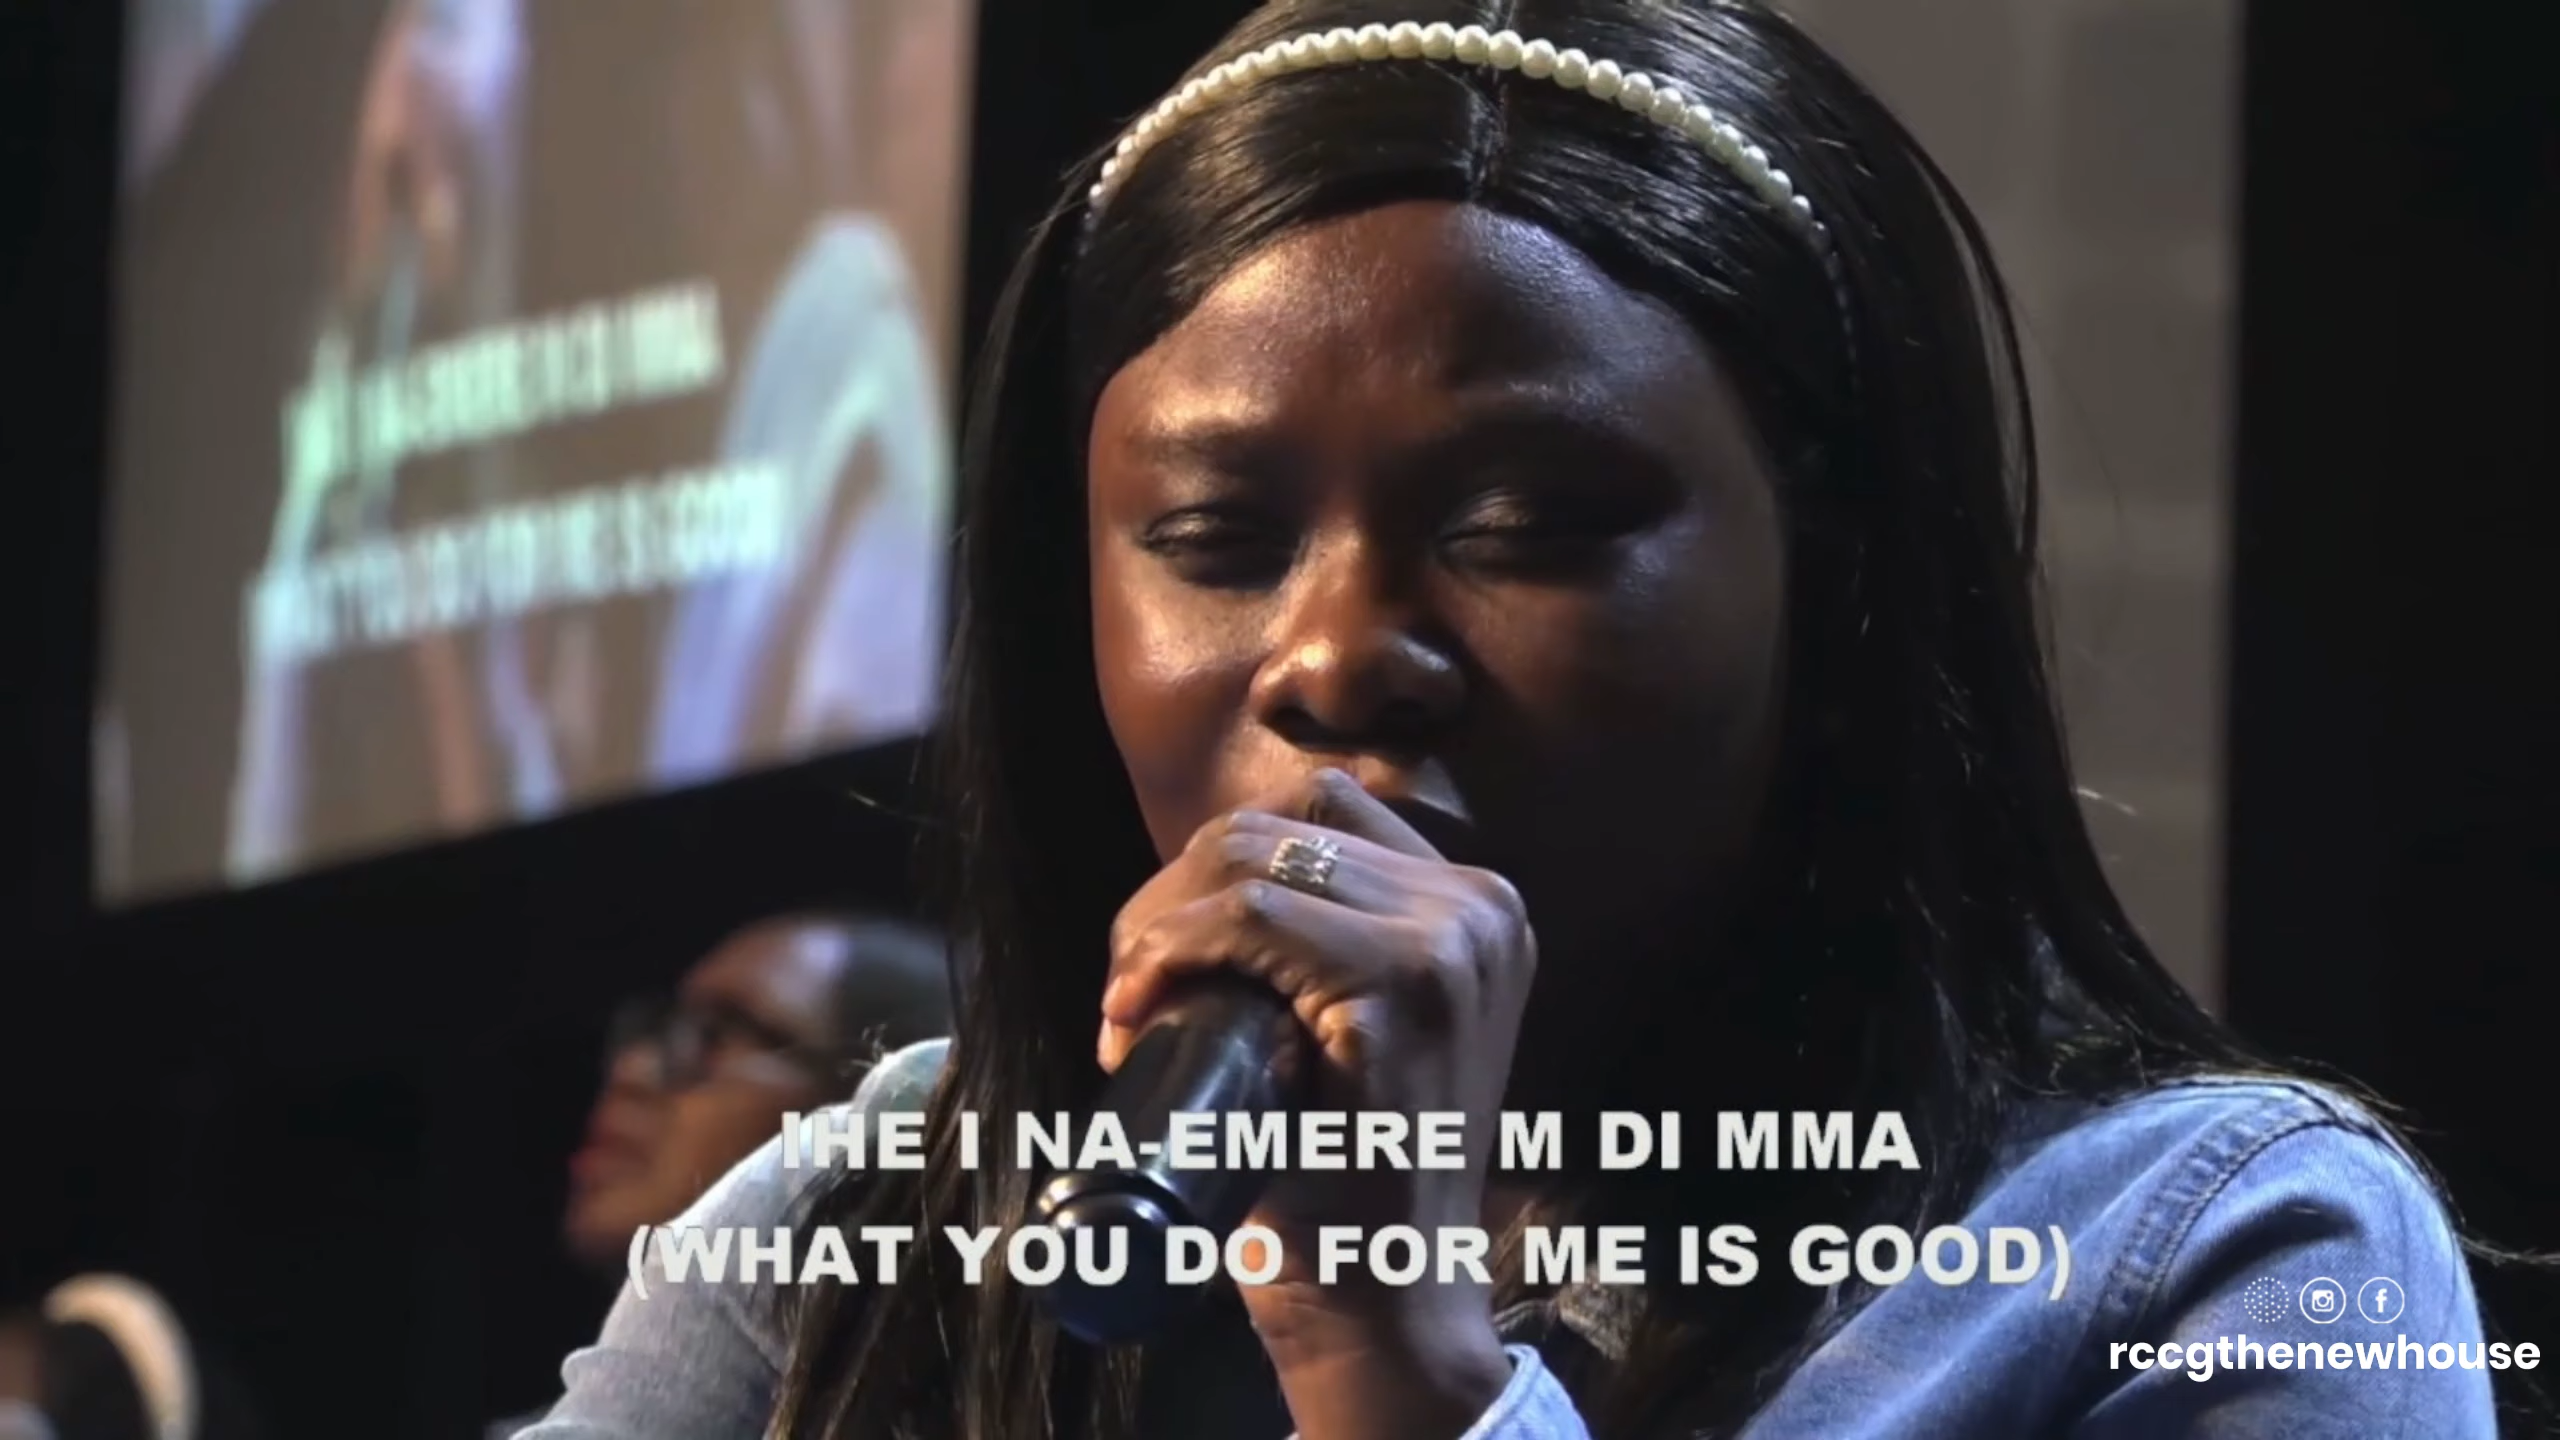 IHE I NA-EMERE M DI MMA
(WHAT YOU DO FOR ME IS GOOD)
rccgthenewhouse